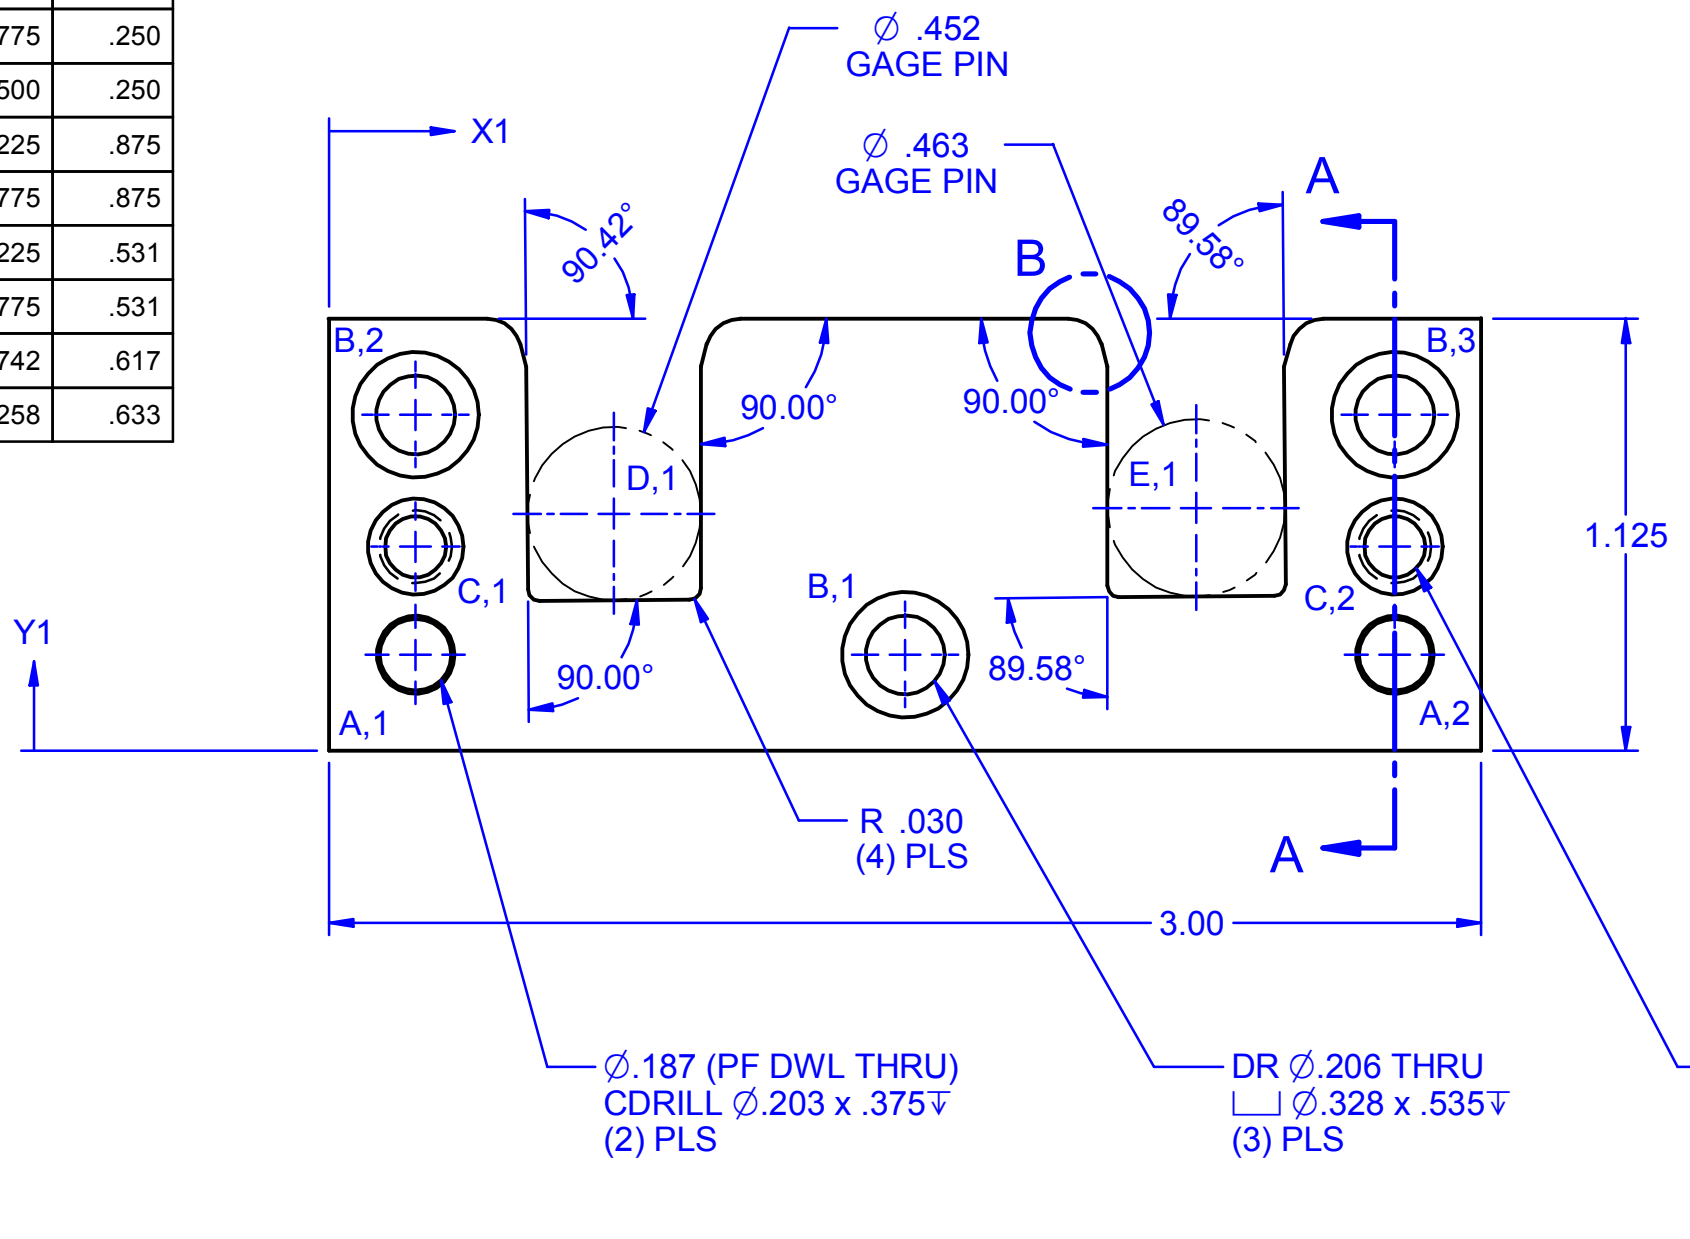 775 .250
500 .250
225 .875
775 .875
225 .531
775 .531
742 .617
258 .633
Ø .452
GAGE PIN
X1
Ø .463
GAGE PIN
A
90.42°
89.58°
B
B,2
B,3
90.00°
90.00°
D,1
E,1
1.125
C,1
B,1
C,2
Y1
90.00°
89.58°
A,1
A,2
R .030
(4) PLS
A
3.00
Ø.187 (PF DWL THRU)
CDRILL Ø.203 x .375↧
(2) PLS
DR Ø.206 THRU
⌴ Ø.328 x .535↧
(3) PLS